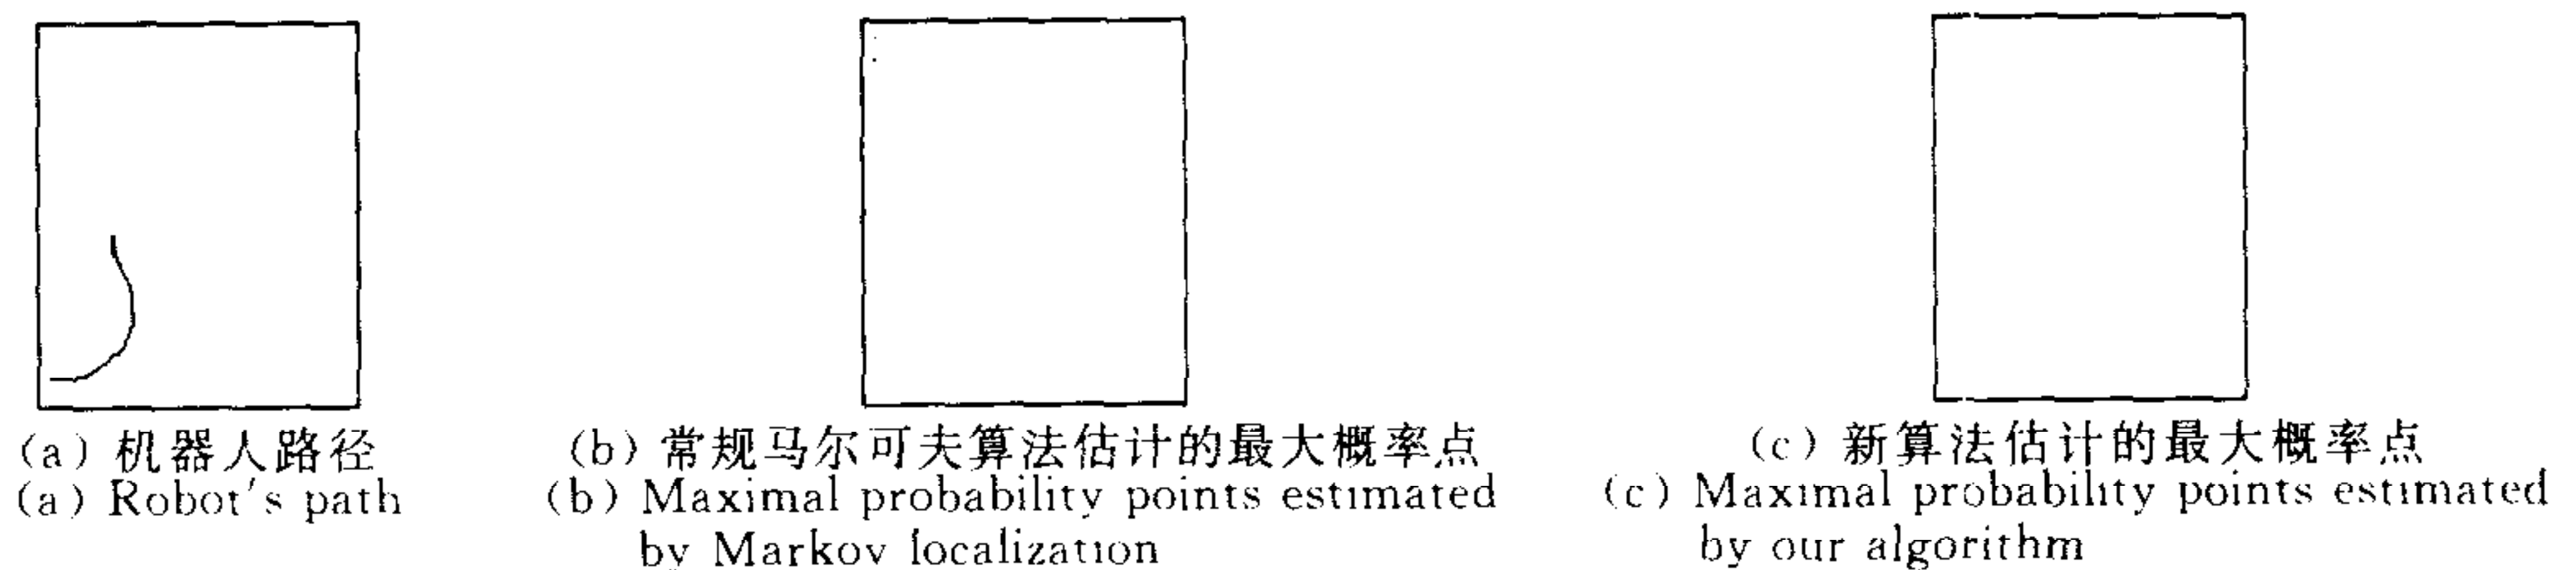 (a) 机器人路径
(a) Robot's path
(b) 常规马尔可夫算法估计的最大概率点
(b) Maximal probability points estimated
by Markov localization
(c) 新算法估计的最大概率点
(c) Maximal probability points estimated
by our algorithm